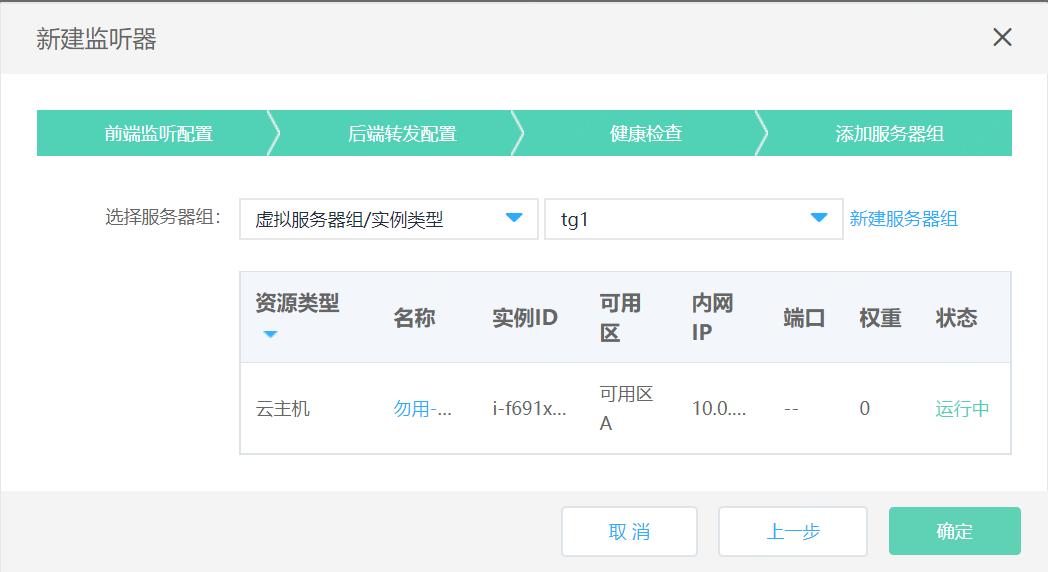 新建监听器
前端监听配置 后端转发配置 健康检查 添加服务器组
选择服务器组: 虚拟服务器组/实例类型 tg1 新建服务器组
资源类型 名称 实例ID 可用区 内网IP 端口 权重 状态
云主机 勿用-... i-f691x... 可用区A 10.0.... -- 0 运行中
取 消 上一步 确定